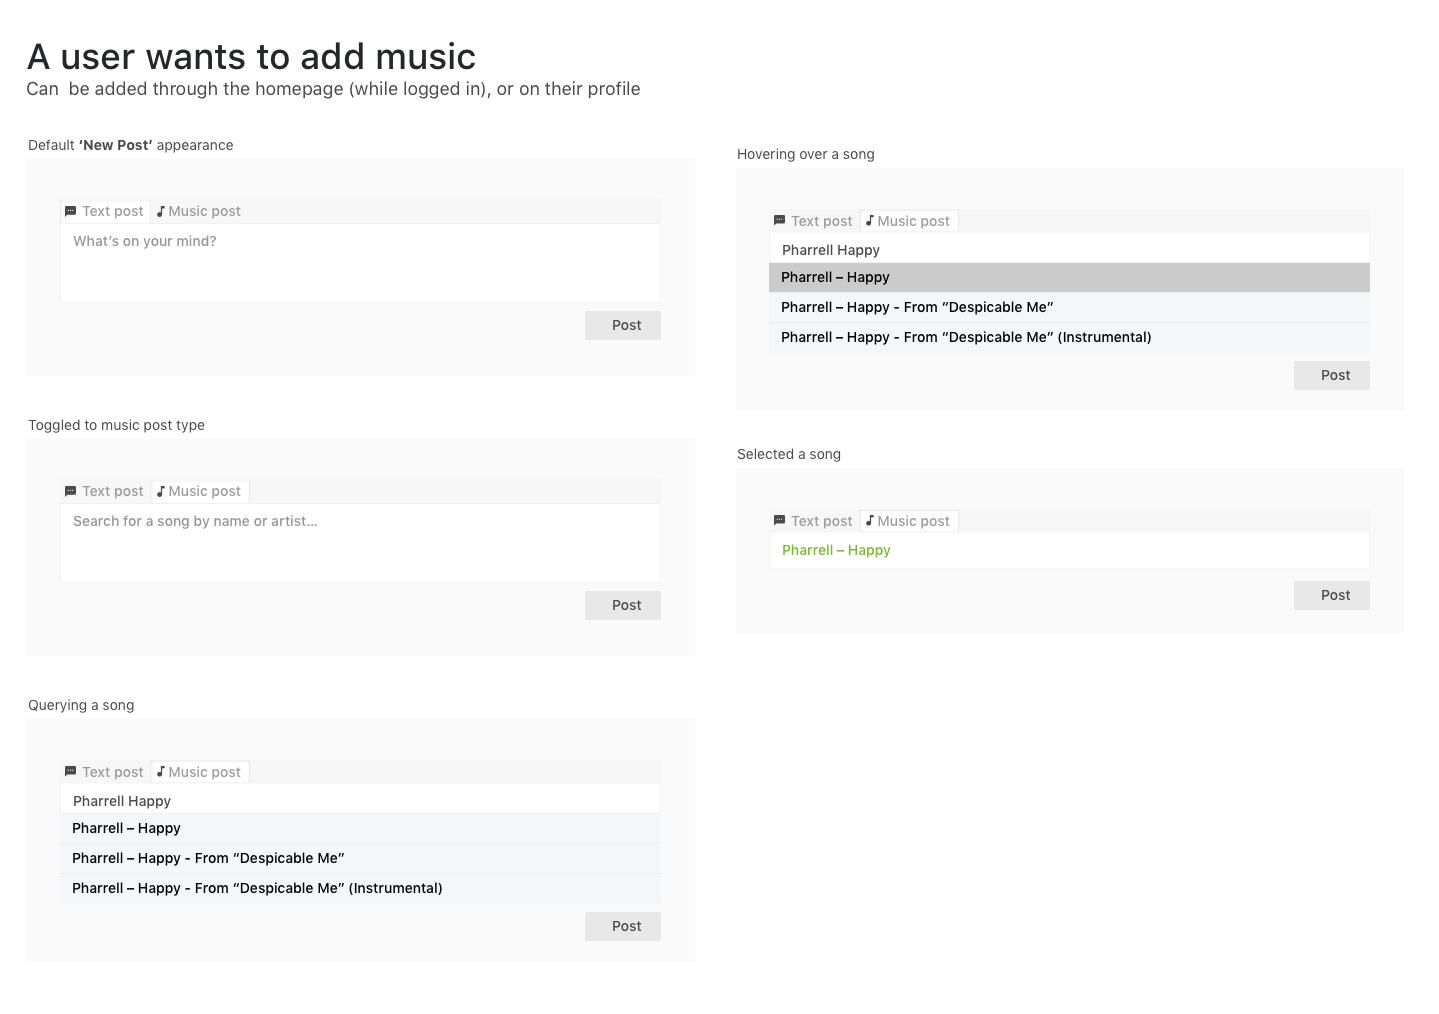 A user wants to add music
Can  be added through the homepage (while logged in), or on their profile
Default ‘New Post’ appearance
Text post
Music post
What’s on your mind?
Post
Toggled to music post type
Text post
Music post
Search for a song by name or artist…
Post
Querying a song
Text post
Music post
Pharrell Happy
Pharrell – Happy
Pharrell – Happy - From “Despicable Me”
Pharrell – Happy - From “Despicable Me” (Instrumental)
Post
Hovering over a song
Text post
Music post
Pharrell Happy
Pharrell – Happy
Pharrell – Happy - From “Despicable Me”
Pharrell – Happy - From “Despicable Me” (Instrumental)
Post
Selected a song
Text post
Music post
Pharrell – Happy
Post